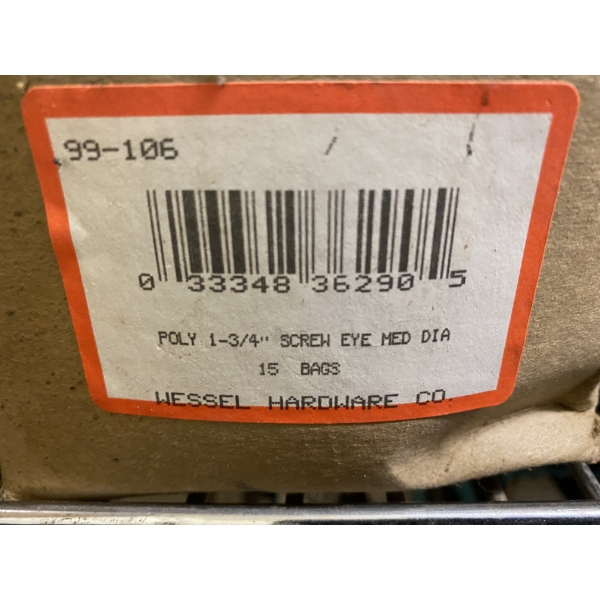 99-106
0 33348 36290 5
POLY 1-3/4" SCREW EYE MED DIA
15 BAGS
WESSEL HARDWARE CO.